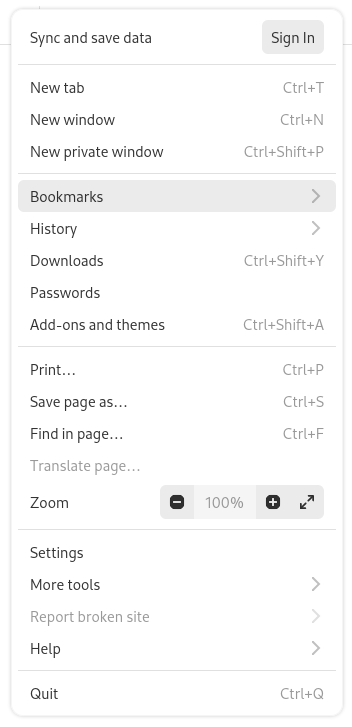 Sync and save data Sign In
New tab Ctrl+T
New window Ctrl+N
New private window Ctrl+Shift+P
Bookmarks
History
Downloads Ctrl+Shift+Y
Passwords
Add-ons and themes Ctrl+Shift+A
Print… Ctrl+P
Save page as… Ctrl+S
Find in page… Ctrl+F
Translate page…
Zoom 100%
Settings
More tools
Report broken site
Help
Quit Ctrl+Q